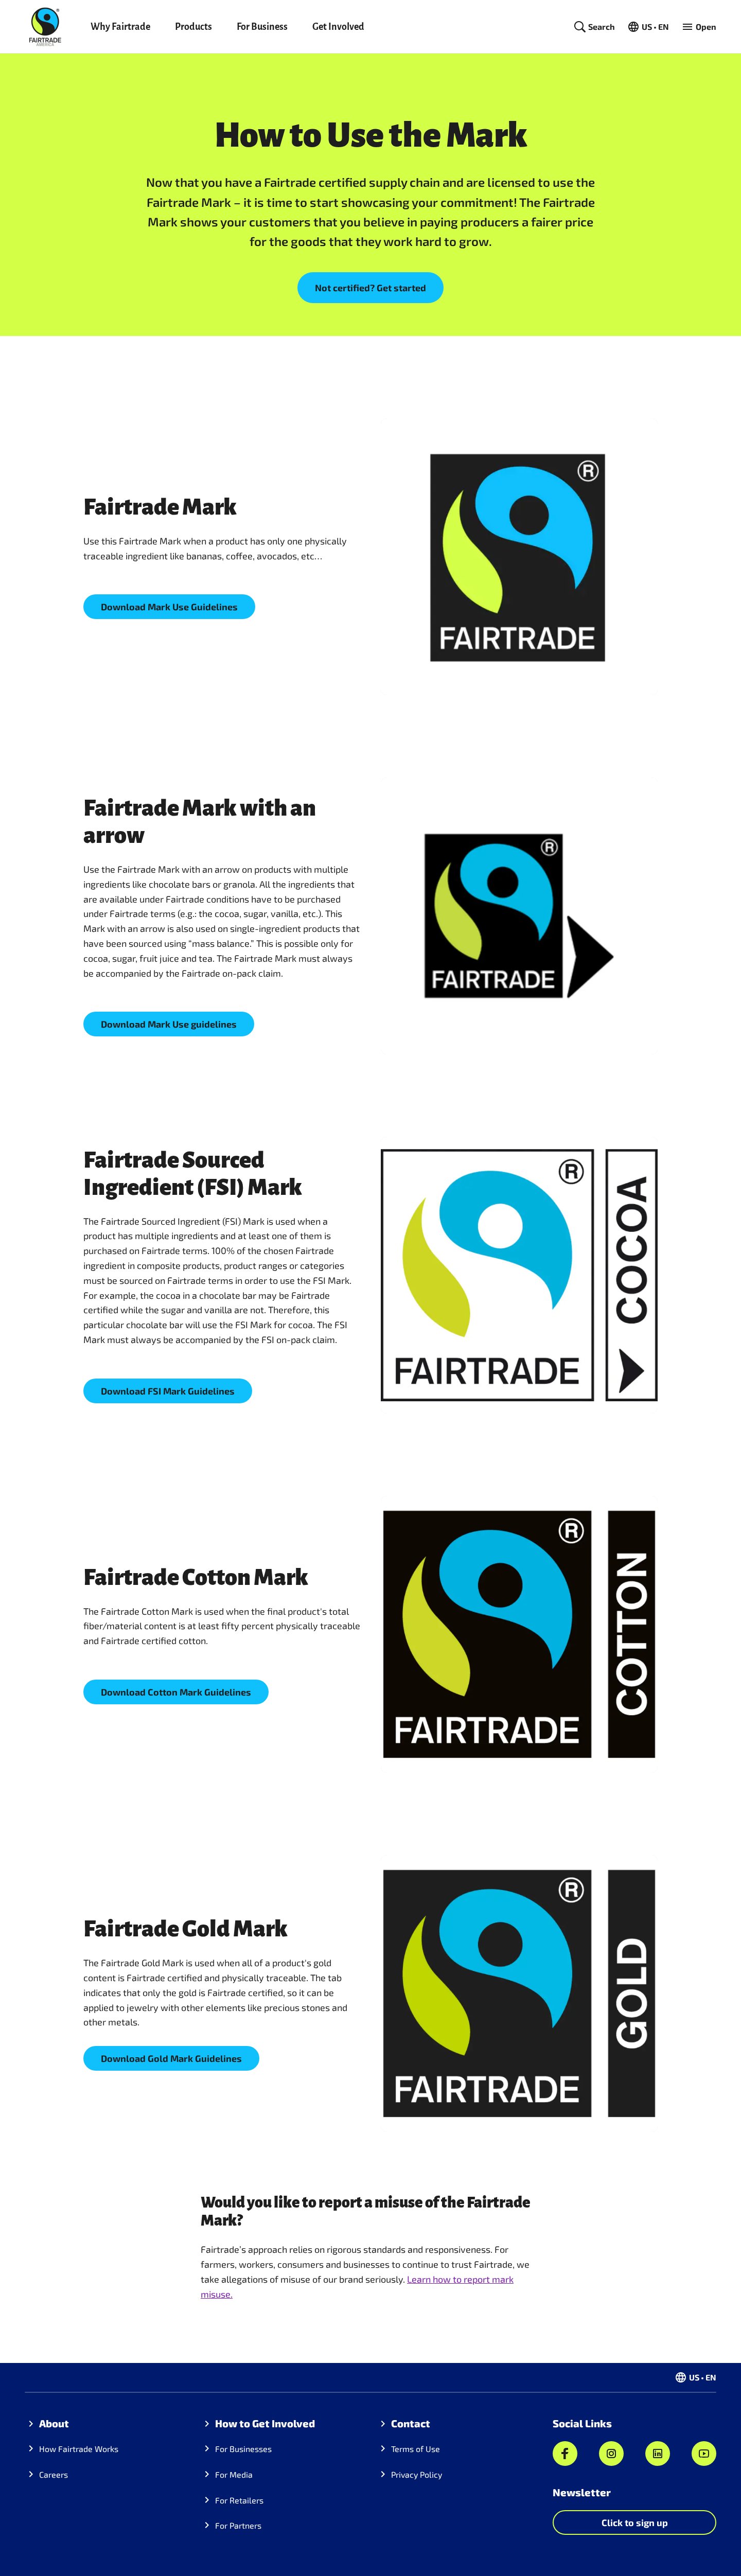 FAIRTRADE
AMERICA
Why Fairtrade
Products
For Business
Get Involved
Search
US • EN
Open
How to Use the Mark
Now that you have a Fairtrade certified supply chain and are licensed to use the
Fairtrade Mark – it is time to start showcasing your commitment! The Fairtrade
Mark shows your customers that you believe in paying producers a fairer price
for the goods that they work hard to grow.
Not certified? Get started
Fairtrade Mark
Use this Fairtrade Mark when a product has only one physically
traceable ingredient like bananas, coffee, avocados, etc…
Download Mark Use Guidelines
®
FAIRTRADE
Fairtrade Mark with an
arrow
Use the Fairtrade Mark with an arrow on products with multiple
ingredients like chocolate bars or granola. All the ingredients that
are available under Fairtrade conditions have to be purchased
under Fairtrade terms (e.g.: the cocoa, sugar, vanilla, etc.). This
Mark with an arrow is also used on single-ingredient products that
have been sourced using “mass balance.” This is possible only for
cocoa, sugar, fruit juice and tea. The Fairtrade Mark must always
be accompanied by the Fairtrade on-pack claim.
Download Mark Use guidelines
®
FAIRTRADE
Fairtrade Sourced
Ingredient (FSI) Mark
The Fairtrade Sourced Ingredient (FSI) Mark is used when a
product has multiple ingredients and at least one of them is
purchased on Fairtrade terms. 100% of the chosen Fairtrade
ingredient in composite products, product ranges or categories
must be sourced on Fairtrade terms in order to use the FSI Mark.
For example, the cocoa in a chocolate bar may be Fairtrade
certified while the sugar and vanilla are not. Therefore, this
particular chocolate bar will use the FSI Mark for cocoa. The FSI
Mark must always be accompanied by the FSI on-pack claim.
Download FSI Mark Guidelines
®
FAIRTRADE
COCOA
Fairtrade Cotton Mark
The Fairtrade Cotton Mark is used when the final product's total
fiber/material content is at least fifty percent physically traceable
and Fairtrade certified cotton.
Download Cotton Mark Guidelines
®
FAIRTRADE
COTTON
Fairtrade Gold Mark
The Fairtrade Gold Mark is used when all of a product's gold
content is Fairtrade certified and physically traceable. The tab
indicates that only the gold is Fairtrade certified, so it can be
applied to jewelry with other elements like precious stones and
other metals.
Download Gold Mark Guidelines
®
FAIRTRADE
GOLD
Would you like to report a misuse of the Fairtrade
Mark?
Fairtrade's approach relies on rigorous standards and responsiveness. For
farmers, workers, consumers and businesses to continue to trust Fairtrade, we
take allegations of misuse of our brand seriously. Learn how to report mark
misuse.
US • EN
About
How Fairtrade Works
Careers
How to Get Involved
For Businesses
For Media
For Retailers
For Partners
Contact
Terms of Use
Privacy Policy
Social Links
Newsletter
Click to sign up